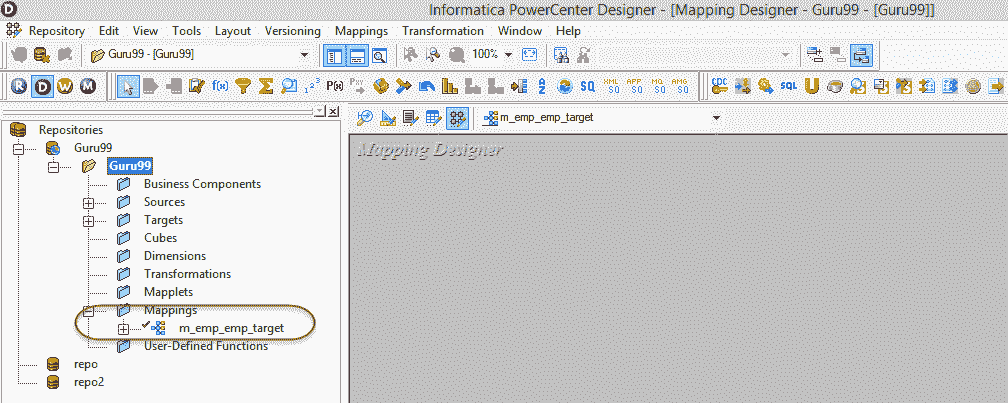 Informatica PowerCenter Designer - [Mapping Designer - Guru99 - [Guru99]]
Repository Edit View Tools Layout Versioning Mappings Transformation Window Help
Guru99 - [Guru99] 100%
R D W M f(x) 1 2 3 P(x) SQ XML SQ APP SQ MQ SQ AMG SQ CDC SQL
m_emp_emp_target
Mapping Designer
Repositories
Guru99
Guru99
Business Components
Sources
Targets
Cubes
Dimensions
Transformations
Mapplets
Mappings
m_emp_emp_target
User-Defined Functions
repo
repo2